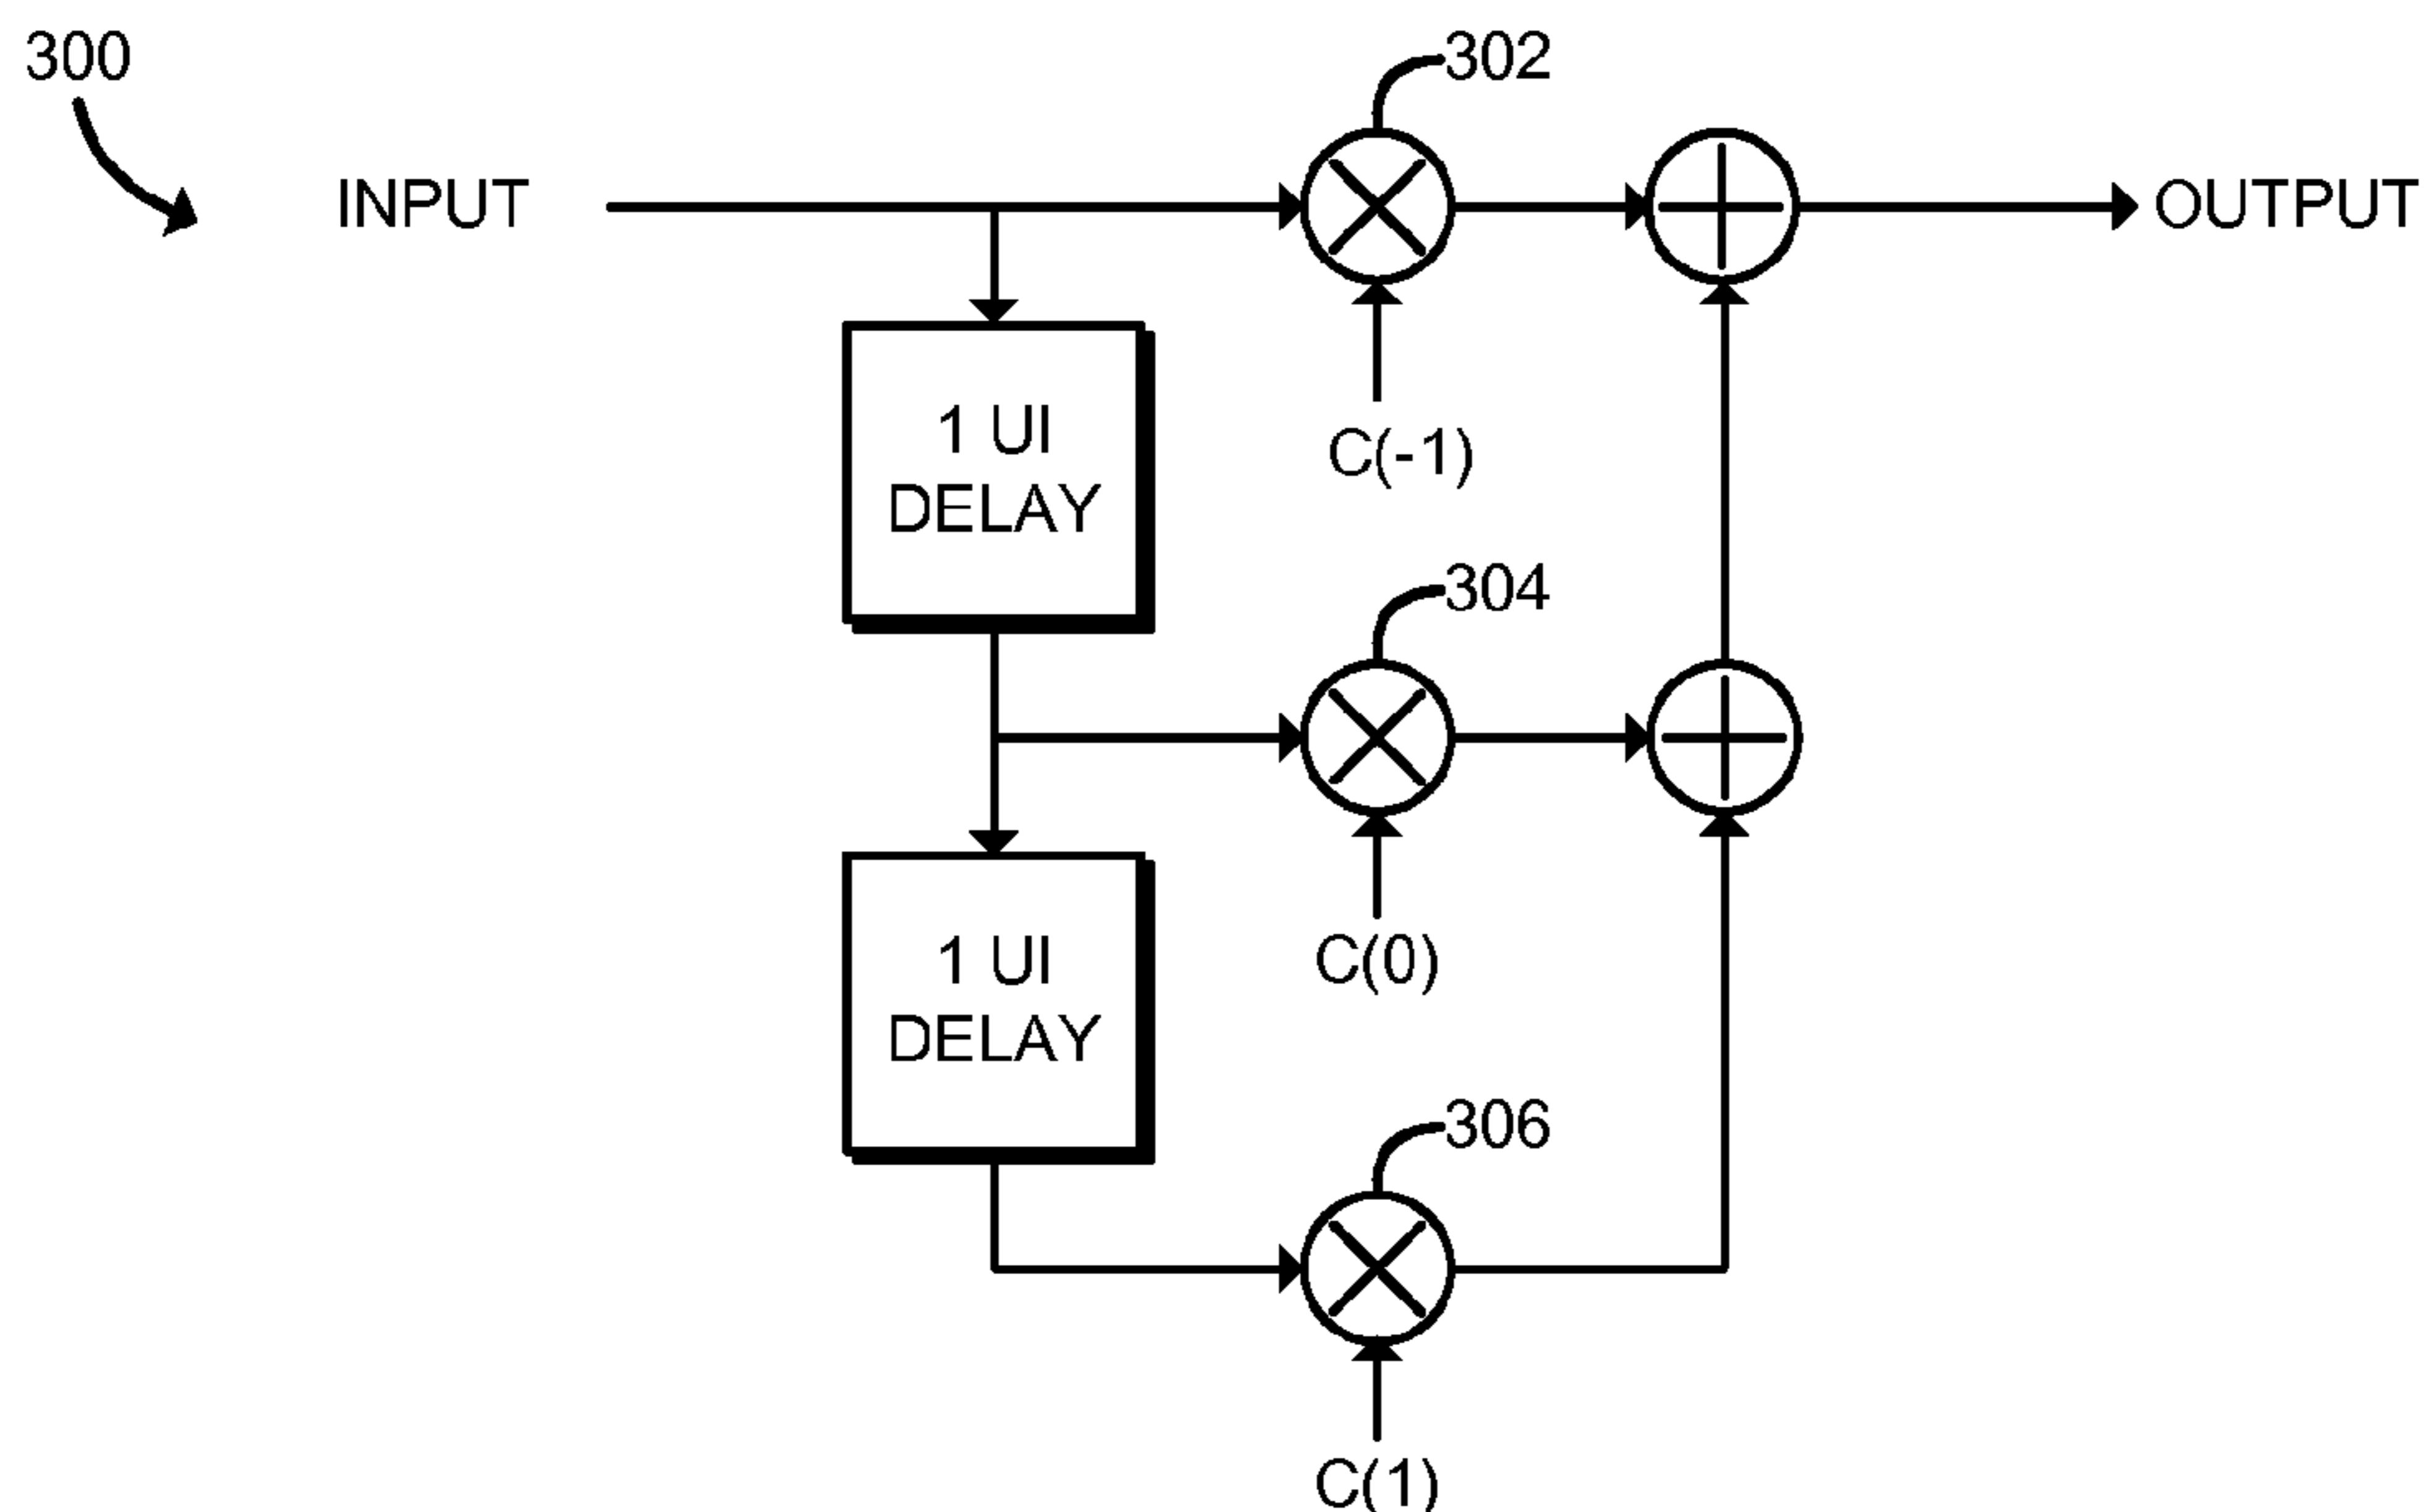 300
302
INPUT
OUTPUT
1 UI
DELAY
C(-1)
304
1 UI
DELAY
C(0)
306
C(1)